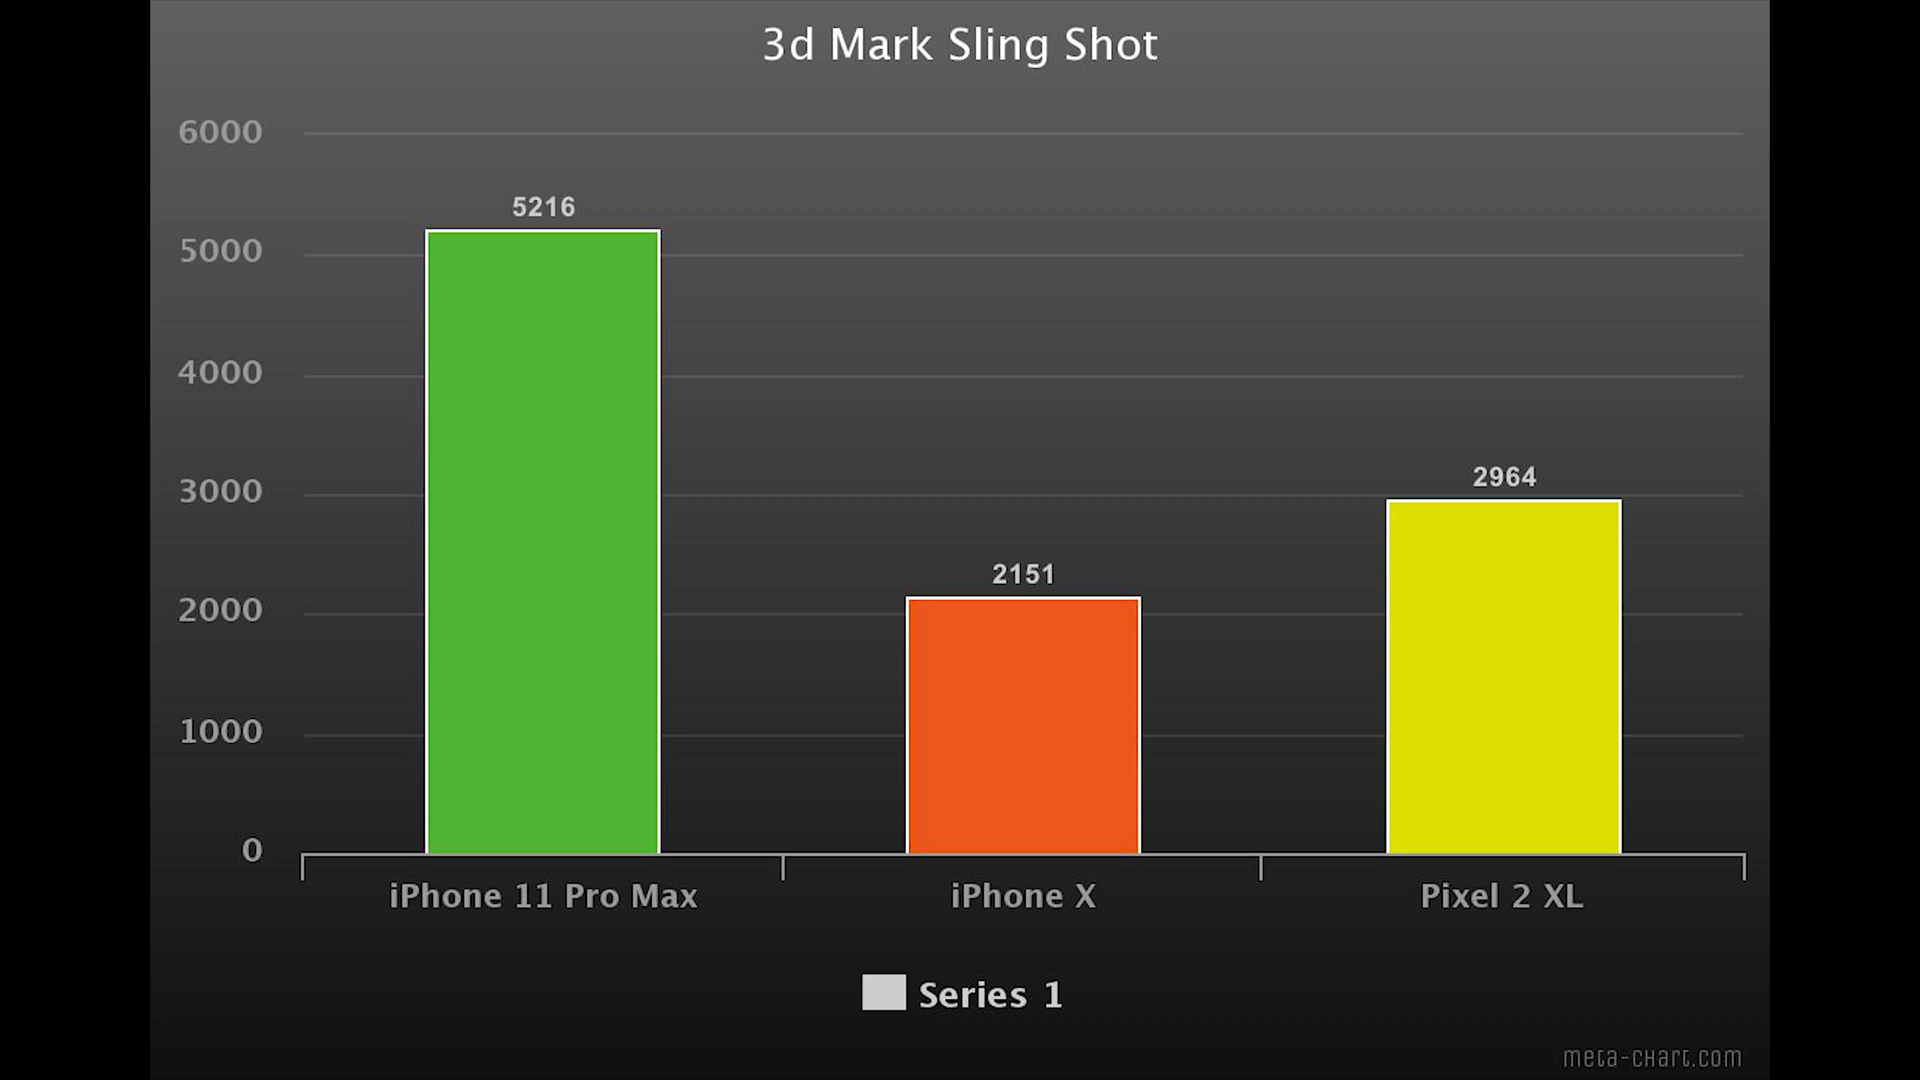 3d Mark Sling Shot
6000
5000
4000
3000
2000
1000
0
5216
2151
2964
iPhone 11 Pro Max
iPhone X
Pixel 2 XL
Series 1
meta-chart.com